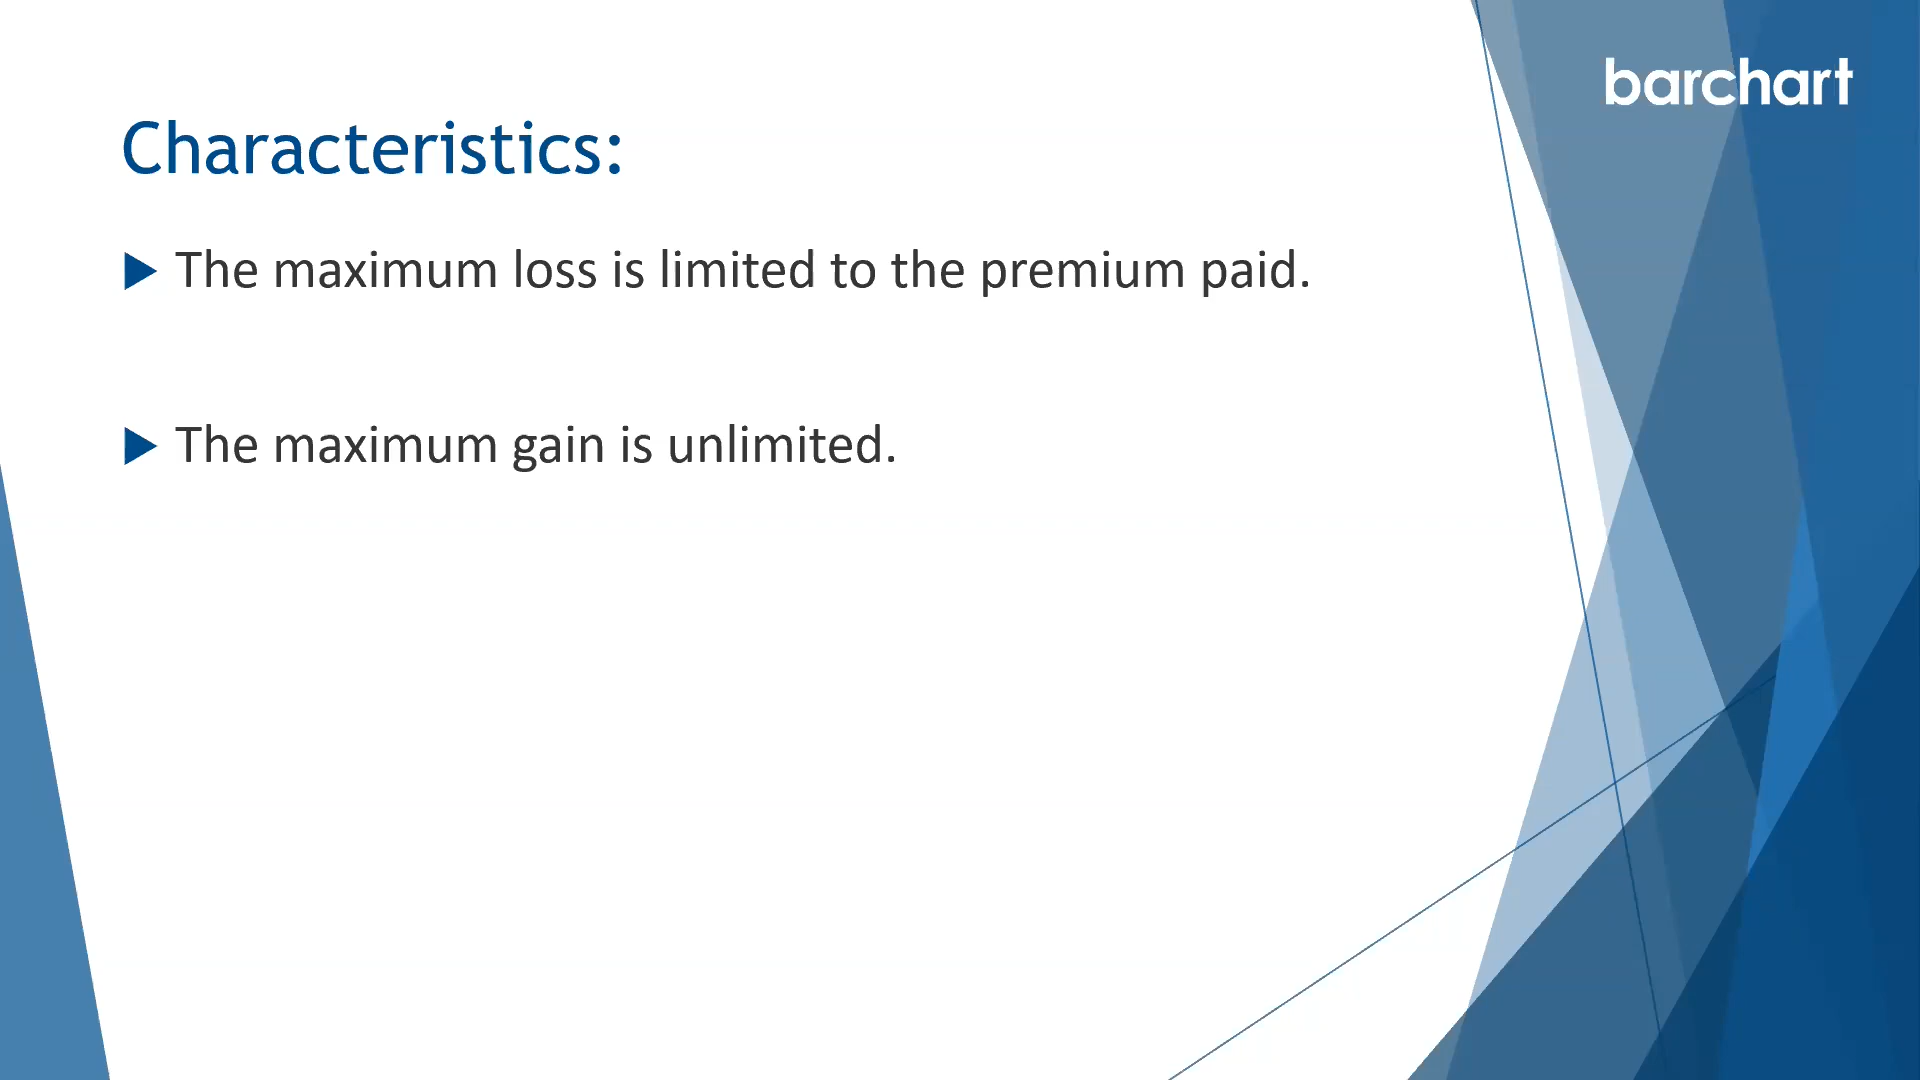 barchart
Characteristics:
The maximum loss is limited to the premium paid.
The maximum gain is unlimited.